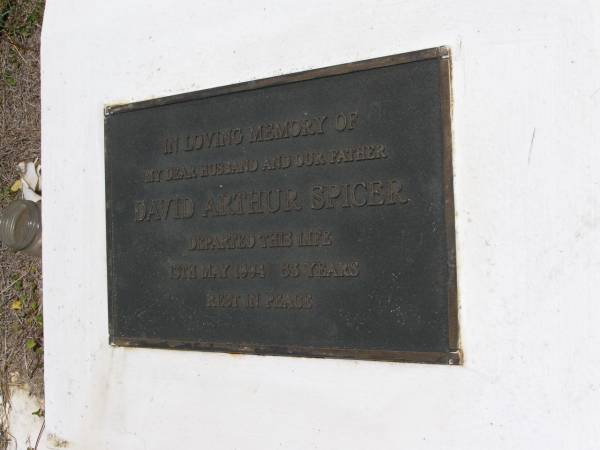 IN LOVING MEMORY OF
MY DEAR HUSBAND AND OUR FATHER
DAVID ARTHUR SPICER
DEPARTED THIS LIFE
MAY 1994 YEARS
REST IN PEACE